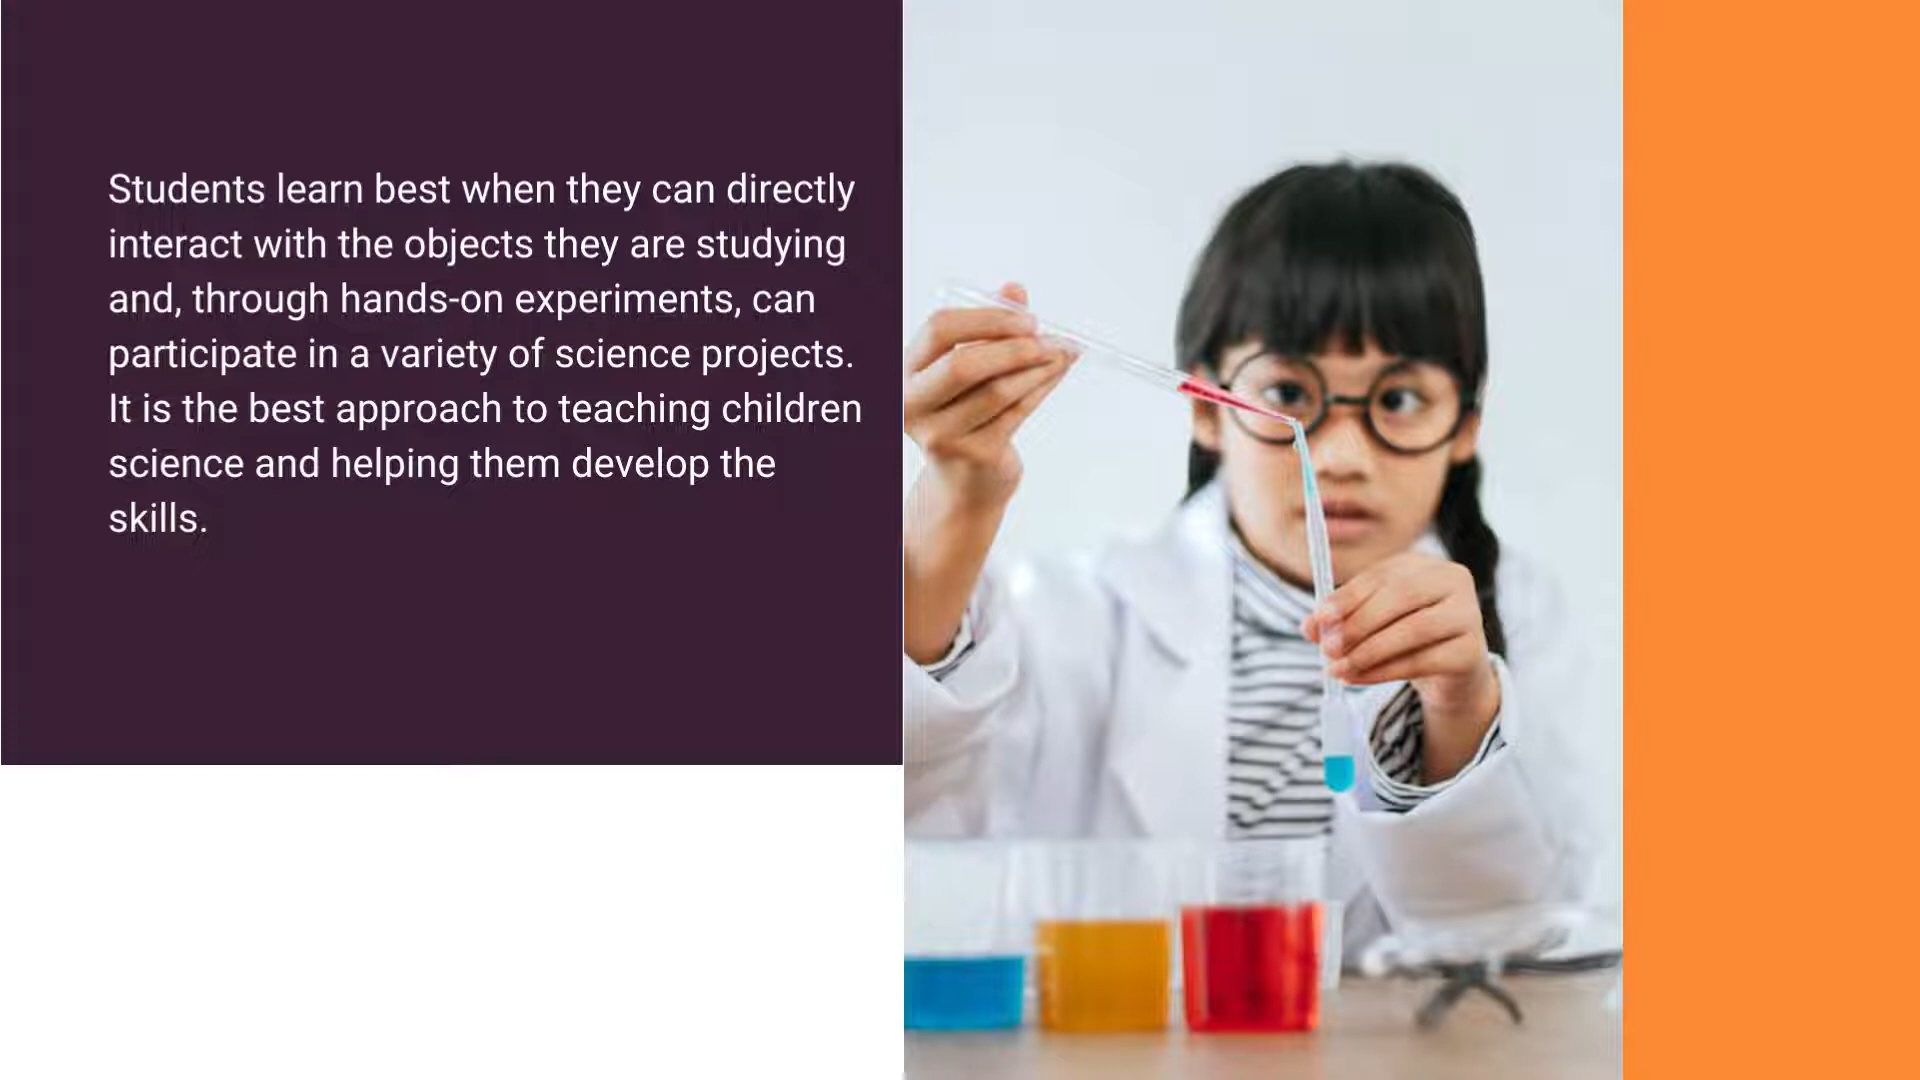 Students learn best when they can directly
interact with the objects they are studying
and, through hands-on experiments, can
participate in a variety of science projects.
It is the best approach to teaching children
science and helping them develop the
skills.